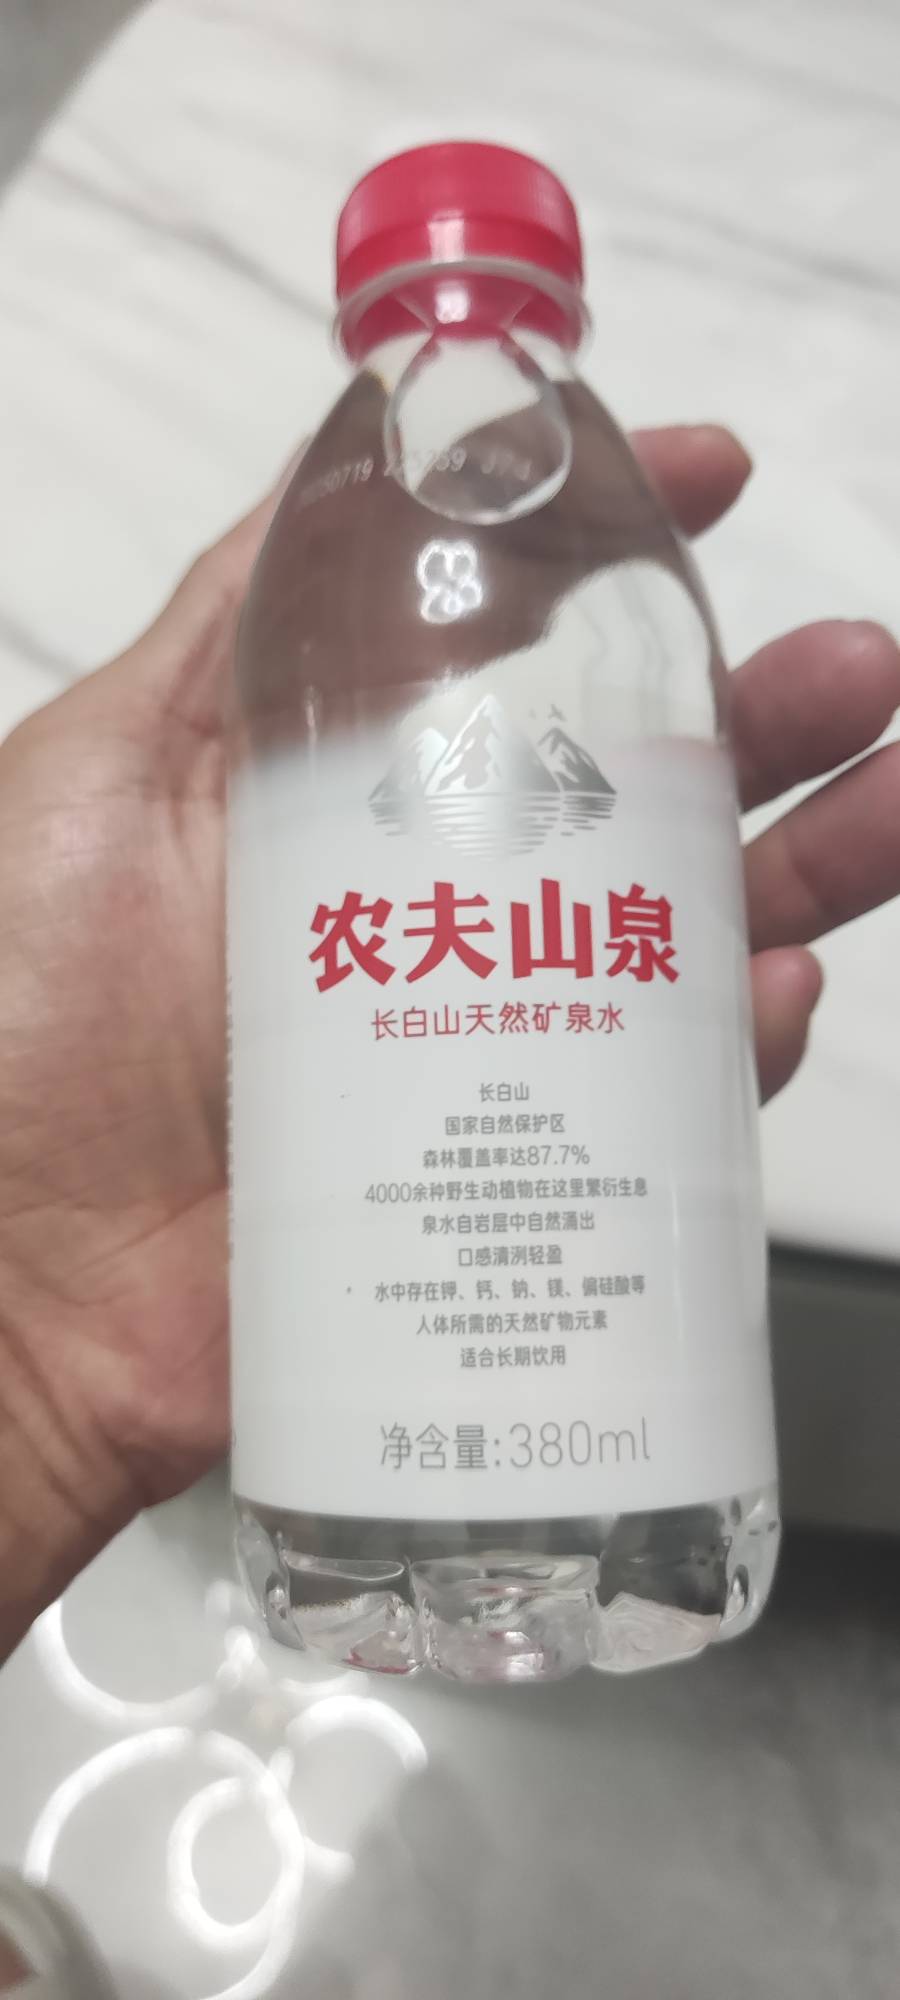 农夫山泉
长白山天然矿泉水
长白山
国家自然保护区
森林覆盖率达87.7%
4000余种野生动植物在这里繁衍生息
泉水自岩层中自然涌出
口感清冽轻盈
水中存在钾、钙、钠、镁、偏硅酸等
人体所需的天然矿物元素
适合长期饮用
净含量:380ml